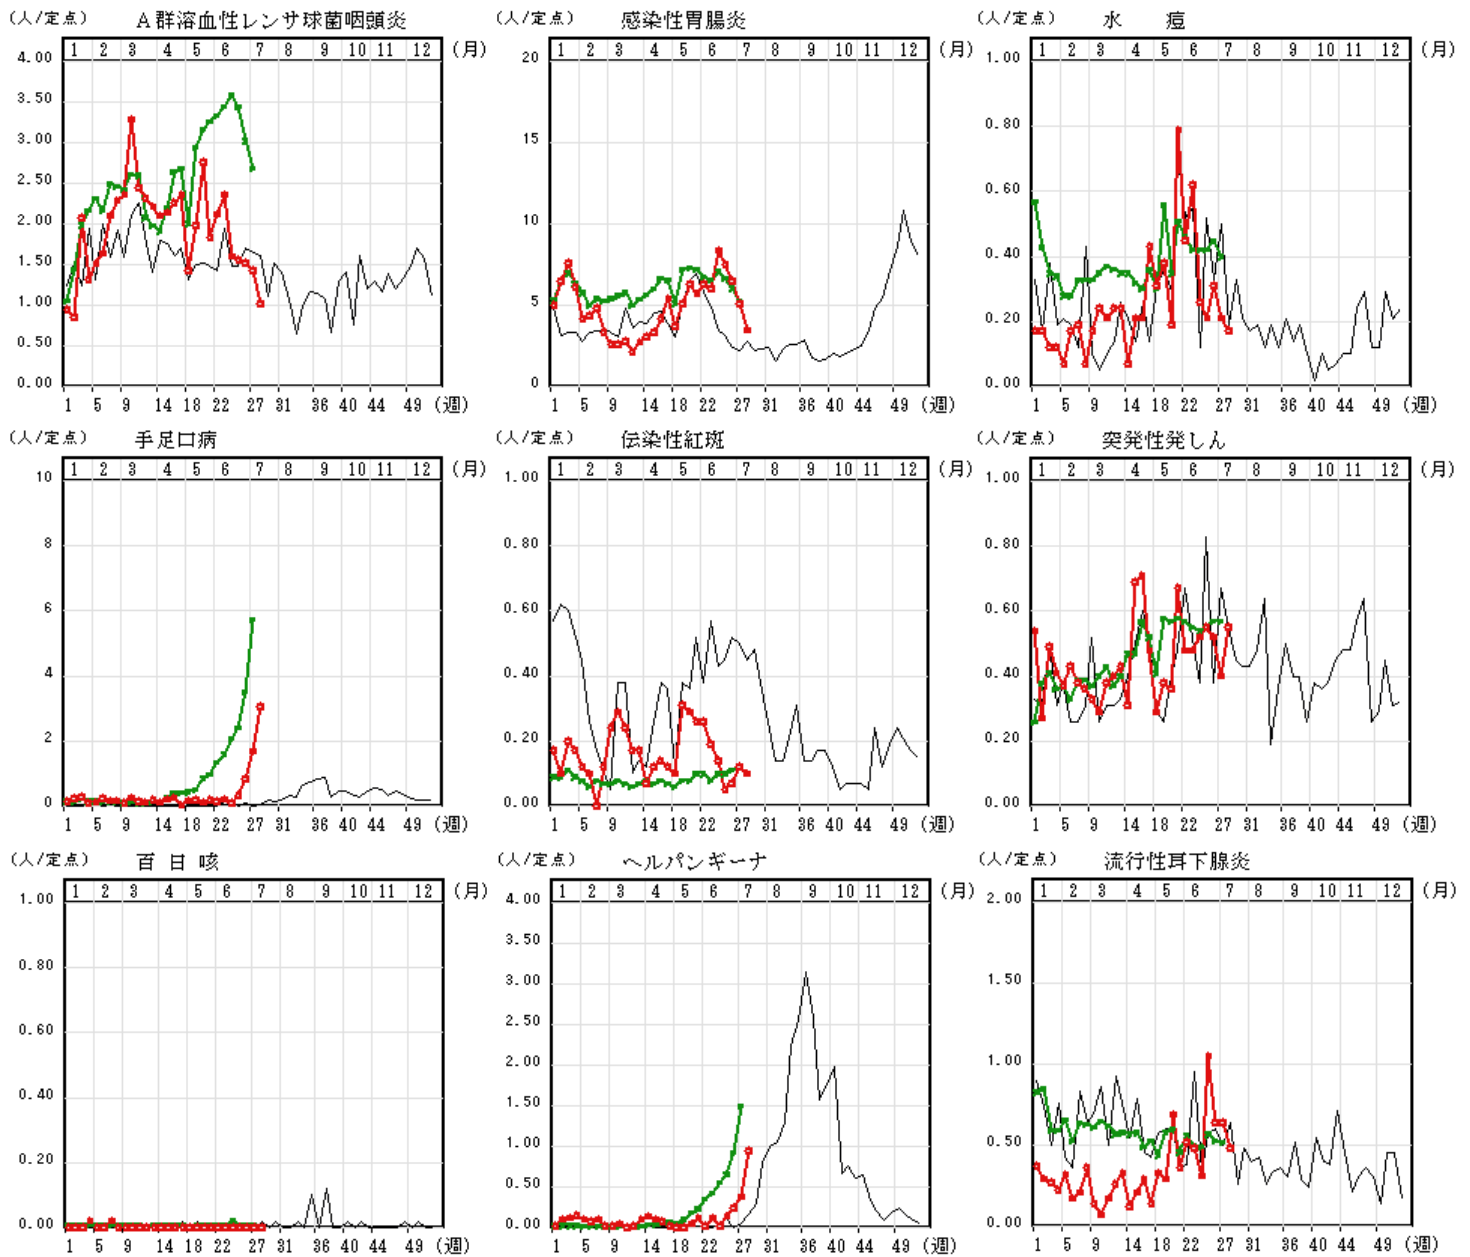 (人/定点) A群溶血性レンサ球菌咽頭炎
1 2 3 4 5 6 7 8 9 10 11 12 (月)
4.00
3.50
3.00
2.50
2.00
1.50
1.00
0.50
0.00
1 5 9 14 18 22 27 31 36 40 44 49 (週)
(人/定点) 感染性胃腸炎
1 2 3 4 5 6 7 8 9 10 11 12 (月)
20
15
10
5
0
1 5 9 14 18 22 27 31 36 40 44 49 (週)
(人/定点) 水 痘
1 2 3 4 5 6 7 8 9 10 11 12 (月)
1.00
0.80
0.60
0.40
0.20
0.00
1 5 9 14 18 22 27 31 36 40 44 49 (週)
(人/定点) 手足口病
1 2 3 4 5 6 7 8 9 10 11 12 (月)
10
8
6
4
2
0
1 5 9 14 18 22 27 31 36 40 44 49 (週)
(人/定点) 伝染性紅斑
1 2 3 4 5 6 7 8 9 10 11 12 (月)
1.00
0.80
0.60
0.40
0.20
0.00
1 5 9 14 18 22 27 31 36 40 44 49 (週)
(人/定点) 突発性発しん
1 2 3 4 5 6 7 8 9 10 11 12 (月)
1.00
0.80
0.60
0.40
0.20
0.00
1 5 9 14 18 22 27 31 36 40 44 49 (週)
(人/定点) 百 日 咳
1 2 3 4 5 6 7 8 9 10 11 12 (月)
1.00
0.80
0.60
0.40
0.20
0.00
1 5 9 14 18 22 27 31 36 40 44 49 (週)
(人/定点) ヘルパンギーナ
1 2 3 4 5 6 7 8 9 10 11 12 (月)
4.00
3.50
3.00
2.50
2.00
1.50
1.00
0.50
0.00
1 5 9 14 18 22 27 31 36 40 44 49 (週)
(人/定点) 流行性耳下腺炎
1 2 3 4 5 6 7 8 9 10 11 12 (月)
2.00
1.50
1.00
0.50
0.00
1 5 9 14 18 22 27 31 36 40 44 49 (週)